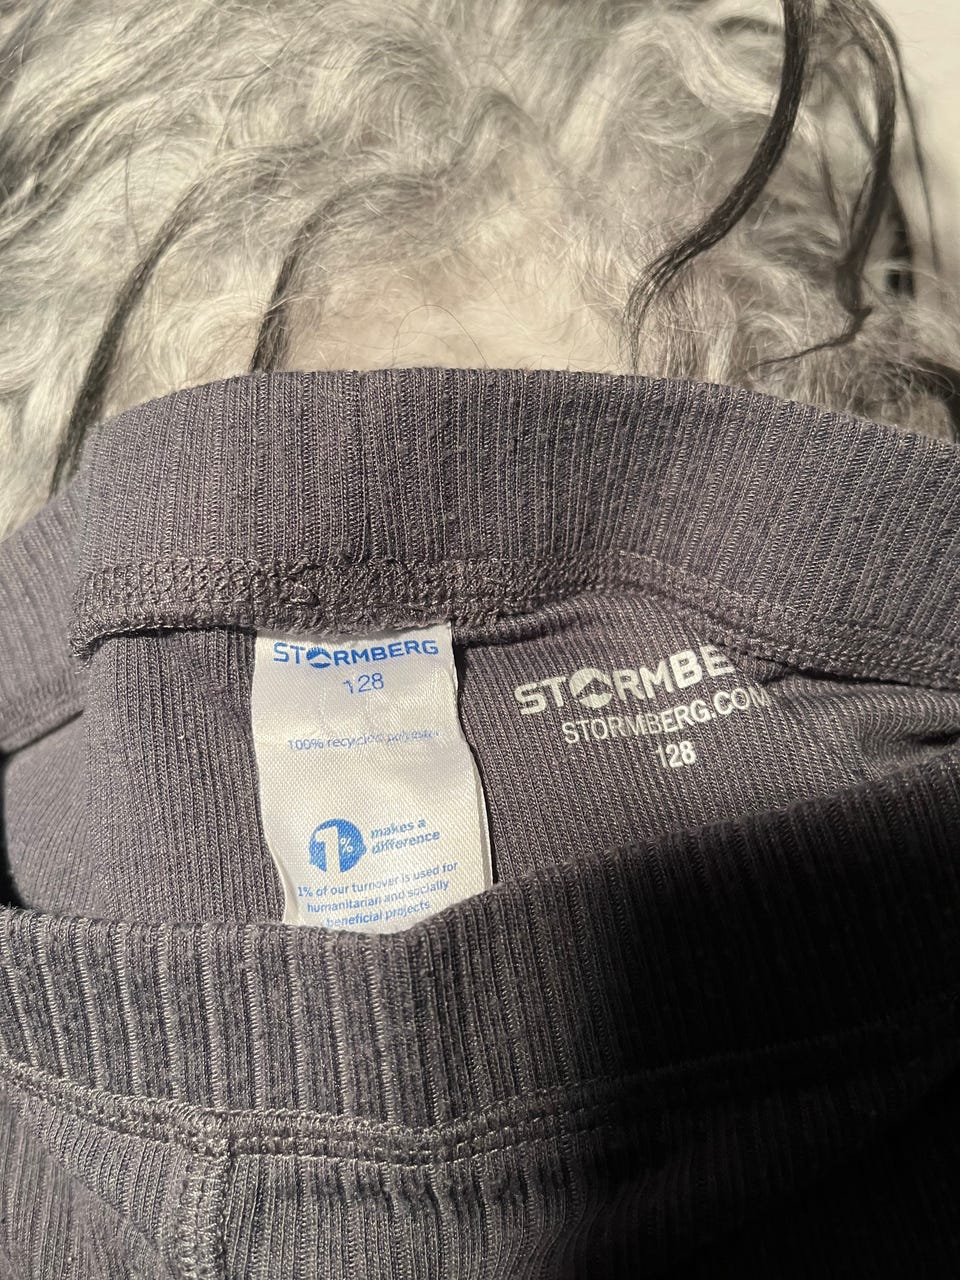 STORMBERG
128
100% recycled polyester
1% makes a
difference
1% of our turnover is used for
humanitarian and socially
beneficial projects
STORMBE
STORMBERG.COM
128